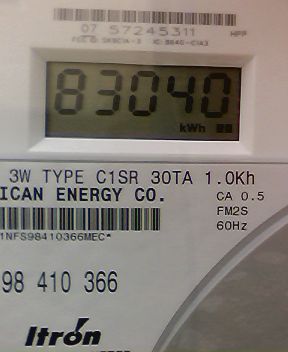 07 57245311 HPP
83040
kWh
3W TYPE C1SR 30TA 1.0Kh
ICAN ENERGY CO.
CA 0.5
FM2S
60Hz
1NFS98410366MEC*
98 410 366
Itron